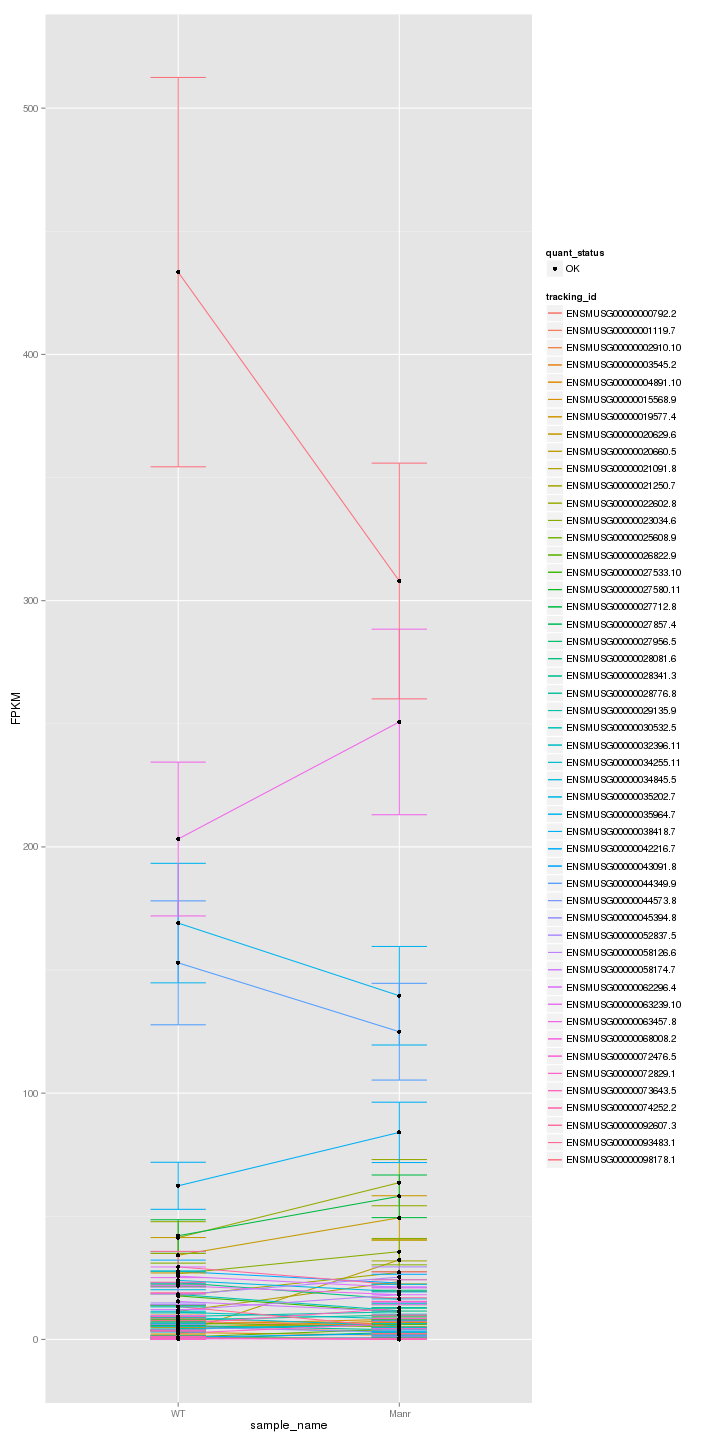 FPKM
500
400
300
200
100
0
WT
Manr
sample_name
quant_status
OK
tracking_id
ENSMUSG00000000792.2
ENSMUSG00000001119.7
ENSMUSG00000002910.10
ENSMUSG00000003545.2
ENSMUSG00000004891.10
ENSMUSG00000015568.9
ENSMUSG00000019577.4
ENSMUSG00000020629.6
ENSMUSG00000020660.5
ENSMUSG00000021091.8
ENSMUSG00000021250.7
ENSMUSG00000022602.8
ENSMUSG00000023034.6
ENSMUSG00000025608.9
ENSMUSG00000026822.9
ENSMUSG00000027533.10
ENSMUSG00000027580.11
ENSMUSG00000027712.8
ENSMUSG00000027857.4
ENSMUSG00000027956.5
ENSMUSG00000028081.6
ENSMUSG00000028341.3
ENSMUSG00000028776.8
ENSMUSG00000029135.9
ENSMUSG00000030532.5
ENSMUSG00000032396.11
ENSMUSG00000034255.11
ENSMUSG00000034845.5
ENSMUSG00000035202.7
ENSMUSG00000035964.7
ENSMUSG00000038418.7
ENSMUSG00000042216.7
ENSMUSG00000043091.8
ENSMUSG00000044349.9
ENSMUSG00000044573.8
ENSMUSG00000045394.8
ENSMUSG00000052837.5
ENSMUSG00000058126.6
ENSMUSG00000058174.7
ENSMUSG00000062296.4
ENSMUSG00000063239.10
ENSMUSG00000063457.8
ENSMUSG00000068008.2
ENSMUSG00000072476.5
ENSMUSG00000072829.1
ENSMUSG00000073643.5
ENSMUSG00000074252.2
ENSMUSG00000092607.3
ENSMUSG00000093483.1
ENSMUSG00000098178.1